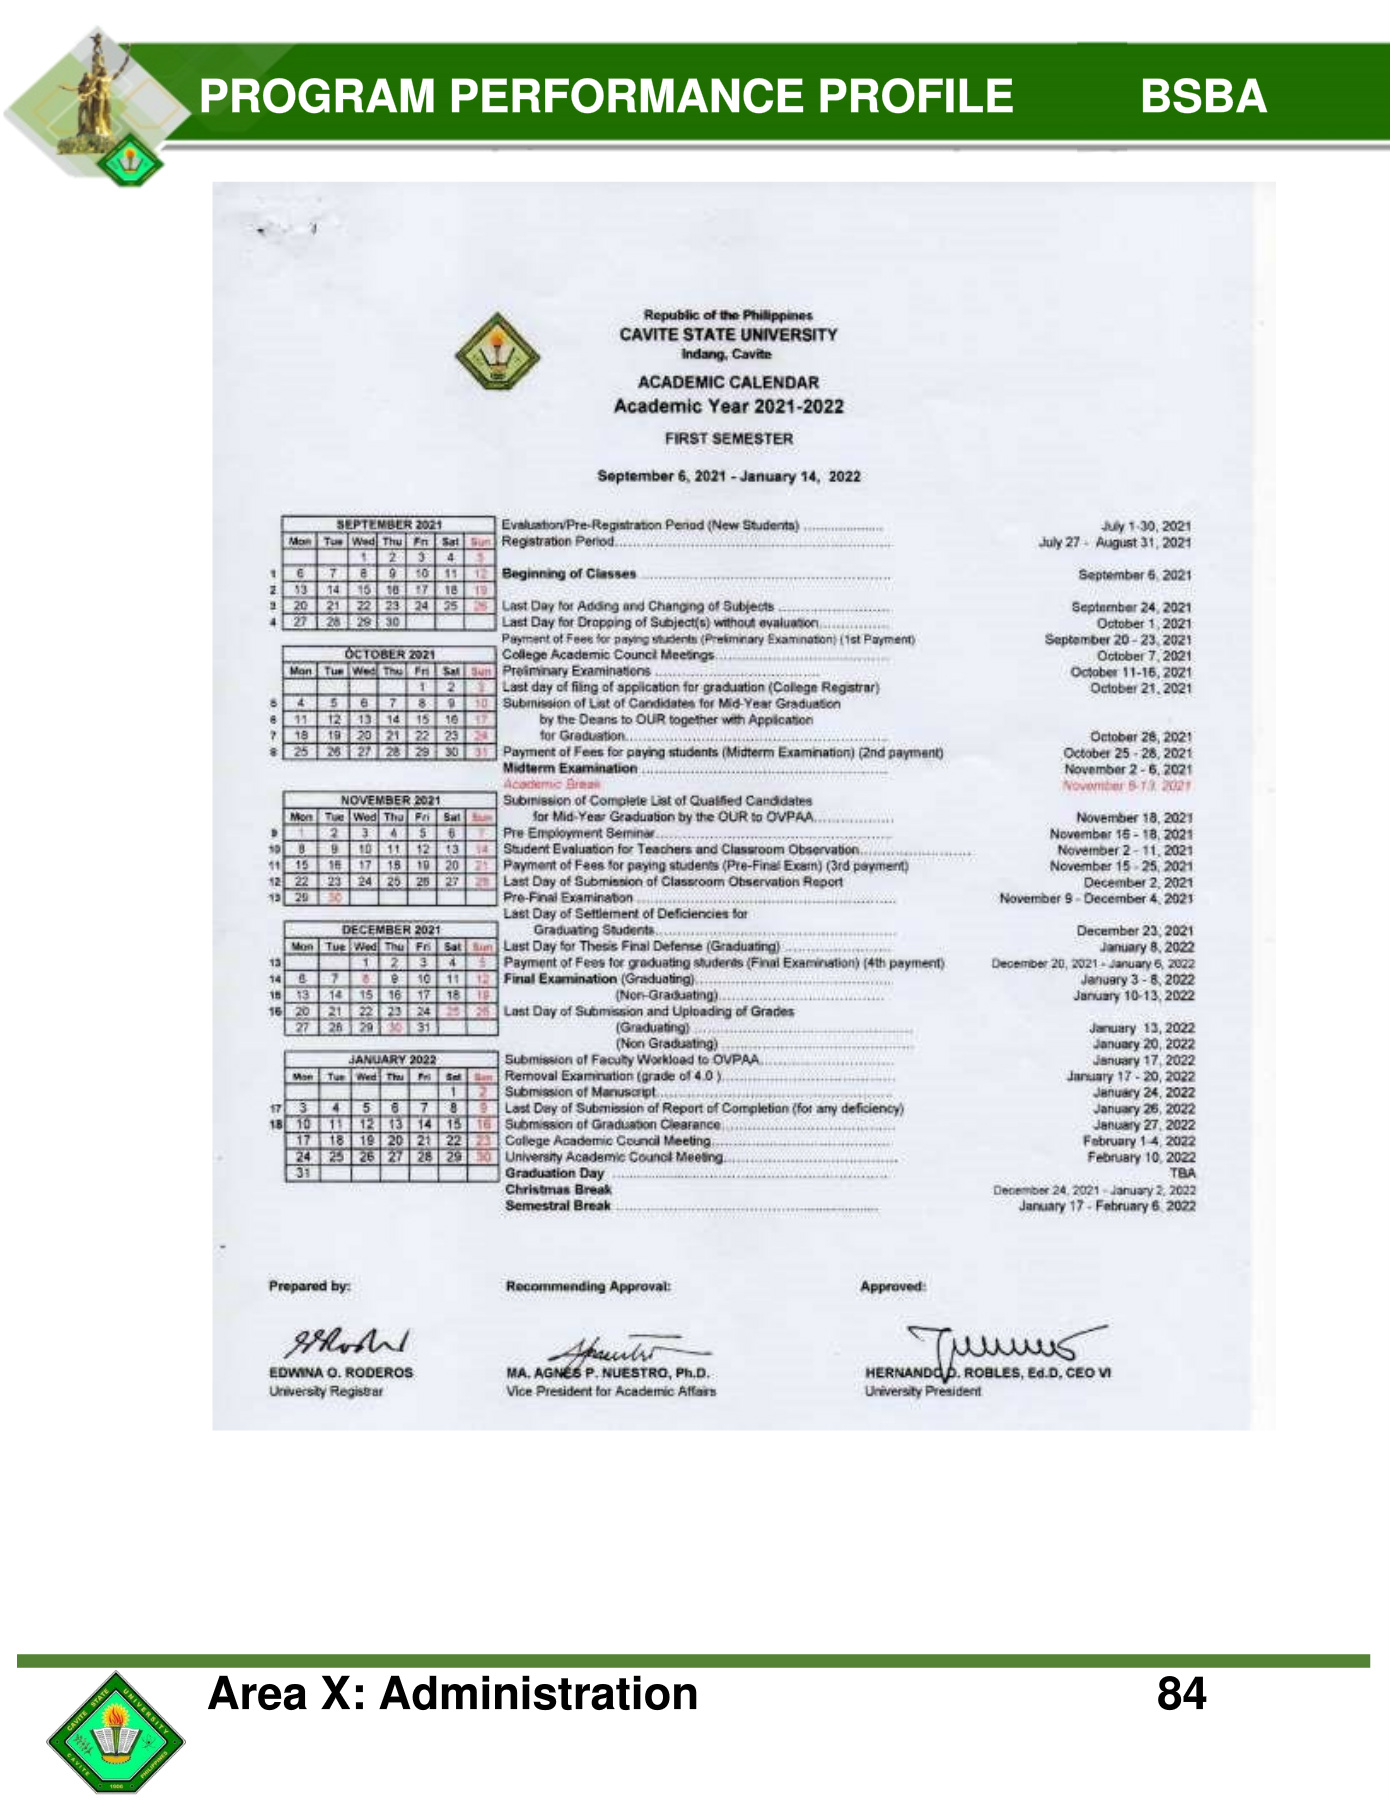 PROGRAM PERFORMANCE PROFILE BSBA
Republic of the Philippines
CAVITE STATE UNIVERSITY
Indang, Cavite
ACADEMIC CALENDAR
Academic Year 2021-2022
FIRST SEMESTER
September 6, 2021 - January 14, 2022
SEPTEMBER 2021
Mon Tue Wed Thu Fri Sat Sun
1 2 3 4 5
1 6 7 8 9 10 11 12
2 13 14 15 16 17 18 19
3 20 21 22 23 24 25 26
4 27 28 29 30
OCTOBER 2021
Mon Tue Wed Thu Fri Sat Sun
1 2 3
5 4 5 6 7 8 9 10
6 11 12 13 14 15 16 17
7 18 19 20 21 22 23 24
8 25 26 27 28 29 30 31
NOVEMBER 2021
Mon Tue Wed Thu Fri Sat Sun
9 1 2 3 4 5 6 7
10 8 9 10 11 12 13 14
11 15 16 17 18 19 20 21
12 22 23 24 25 26 27 28
13 29 30
DECEMBER 2021
Mon Tue Wed Thu Fri Sat Sun
13 1 2 3 4 5
14 6 7 8 9 10 11 12
15 13 14 15 16 17 18 19
16 20 21 22 23 24 25 26
27 28 29 30 31
JANUARY 2022
Mon Tue Wed Thu Fri Sat Sun
1 2
17 3 4 5 6 7 8 9
18 10 11 12 13 14 15 16
17 18 19 20 21 22 23
24 25 26 27 28 29 30
31
Evaluation/Pre-Registration Period (New Students) July 1-30, 2021
Registration Period July 27 - August 31, 2021
Beginning of Classes September 6, 2021
Last Day for Adding and Changing of Subjects September 24, 2021
Last Day for Dropping of Subject(s) without evaluation October 1, 2021
Payment of Fees for paying students (Preliminary Examination) (1st Payment) September 20 - 23, 2021
College Academic Council Meetings October 7, 2021
Preliminary Examinations October 11-16, 2021
Last day of filing of application for graduation (College Registrar) October 21, 2021
Submission of List of Candidates for Mid-Year Graduation
by the Deans to OUR together with Application
for Graduation October 28, 2021
Payment of Fees for paying students (Midterm Examination) (2nd payment) October 25 - 28, 2021
Midterm Examination November 2 - 6, 2021
Academic Break November 8-13, 2021
Submission of Complete List of Qualified Candidates
for Mid-Year Graduation by the OUR to OVPAA November 18, 2021
Pre Employment Seminar November 16 - 18, 2021
Student Evaluation for Teachers and Classroom Observation November 2 - 11, 2021
Payment of Fees for paying students (Pre-Final Exam) (3rd payment) November 15 - 25, 2021
Last Day of Submission of Classroom Observation Report December 2, 2021
Pre-Final Examination November 9 - December 4, 2021
Last Day of Settlement of Deficiencies for
Graduating Students December 23, 2021
Last Day for Thesis Final Defense (Graduating) January 8, 2022
Payment of Fees for graduating students (Final Examination) (4th payment) December 20, 2021 - January 6, 2022
Final Examination (Graduating) January 3 - 8, 2022
(Non-Graduating) January 10-13, 2022
Last Day of Submission and Uploading of Grades
(Graduating) January 13, 2022
(Non Graduating) January 20, 2022
Submission of Faculty Workload to OVPAA January 17, 2022
Removal Examination (grade of 4.0 ) January 17 - 20, 2022
Submission of Manuscript January 24, 2022
Last Day of Submission of Report of Completion (for any deficiency) January 26, 2022
Submission of Graduation Clearance January 27, 2022
College Academic Council Meeting February 1-4, 2022
University Academic Council Meeting February 10, 2022
Graduation Day TBA
Christmas Break December 24, 2021 - January 2, 2022
Semestral Break January 17 - February 6, 2022
Prepared by: Recommending Approval: Approved:
EDWINA O. RODEROS MA. AGNES P. NUESTRO, Ph.D. HERNANDO D. ROBLES, Ed.D, CEO VI
University Registrar Vice President for Academic Affairs University President
Area X: Administration 84
CAVITE STATE UNIVERSITY
CAVITE PHILIPPINES
1906